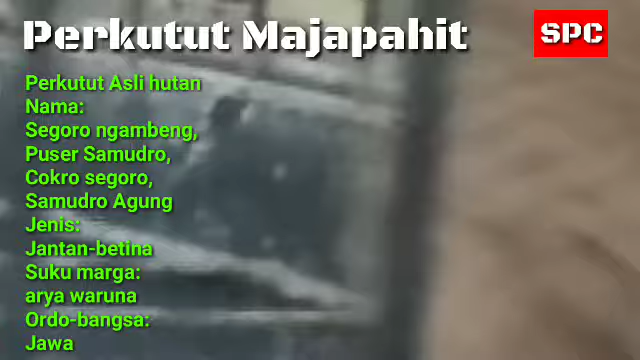 Perkutut Majapahit
SPC
Perkutut Asli hutan
Nama:
Segoro ngambeng,
Puser Samudro,
Cokro segoro,
Samudro Agung
Jenis:
Jantan-betina
Suku marga:
arya waruna
Ordo-bangsa:
Jawa